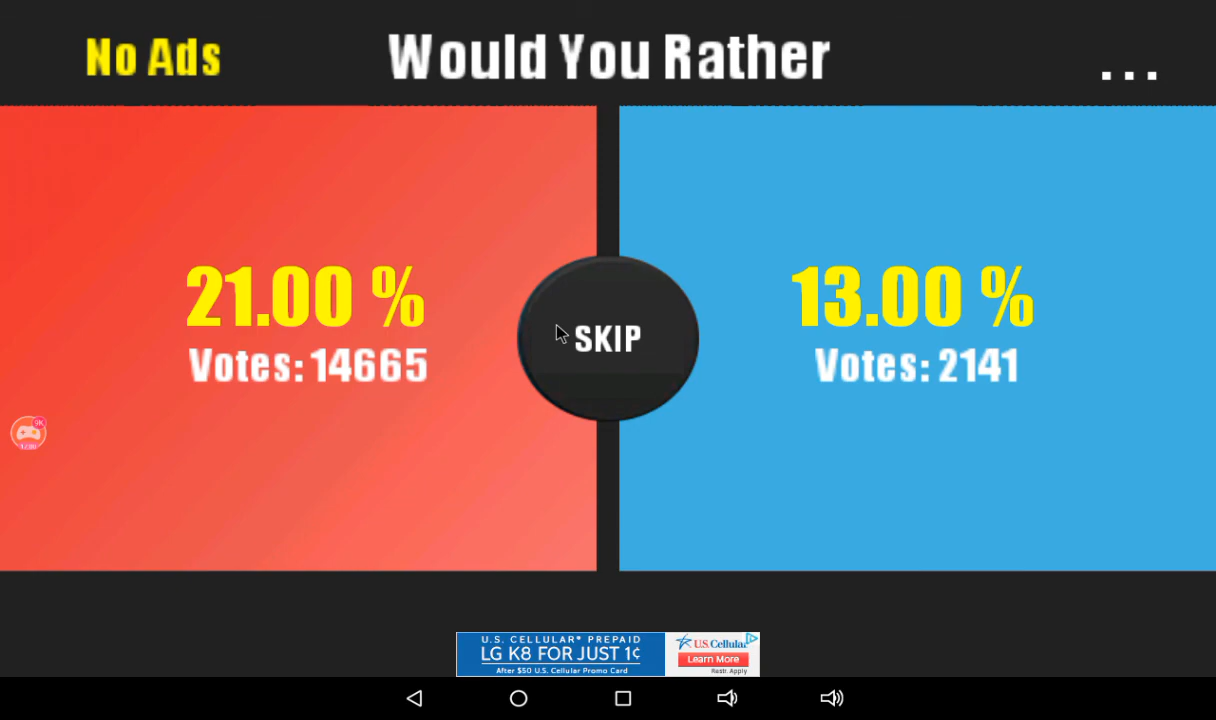 No Ads
Would You Rather
...
21.00 %
Votes: 14665
SKIP
13.00 %
Votes: 2141
U.S. CELLULAR® PREPAID
LG K8 FOR JUST 1¢
After $50 U.S. Cellular Promo Card
U.S. Cellular
Learn More
Restr. Apply